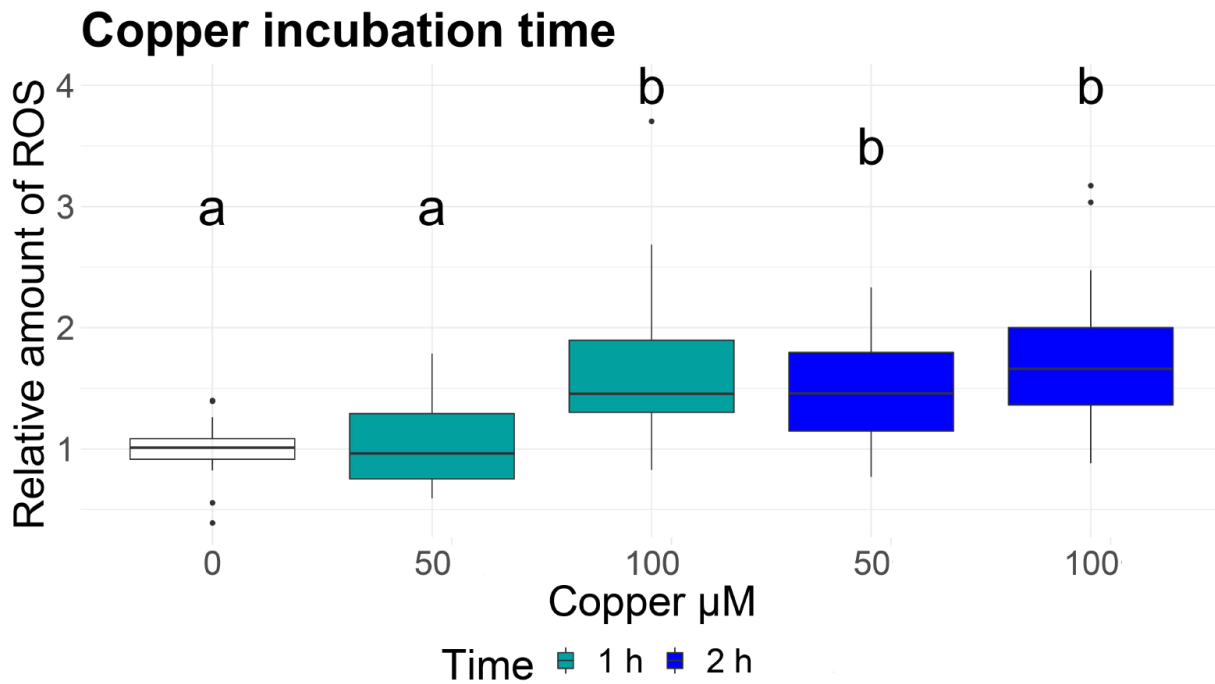 Copper incubation time
Relative amount of ROS
4
3
2
1
a
a
b
b
b
0
50
100
50
100
Copper µM
Time 1 h 2 h